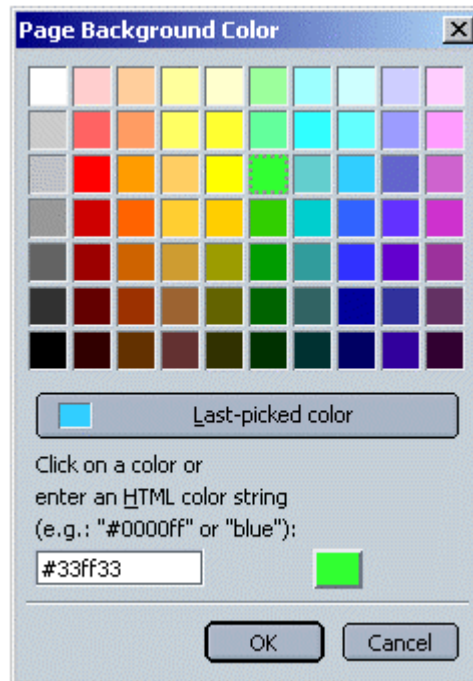 Page Background Color
Last-picked color
Click on a color or
enter an HTML color string
(e.g.: "#0000ff" or "blue"):
#33ff33
OK Cancel